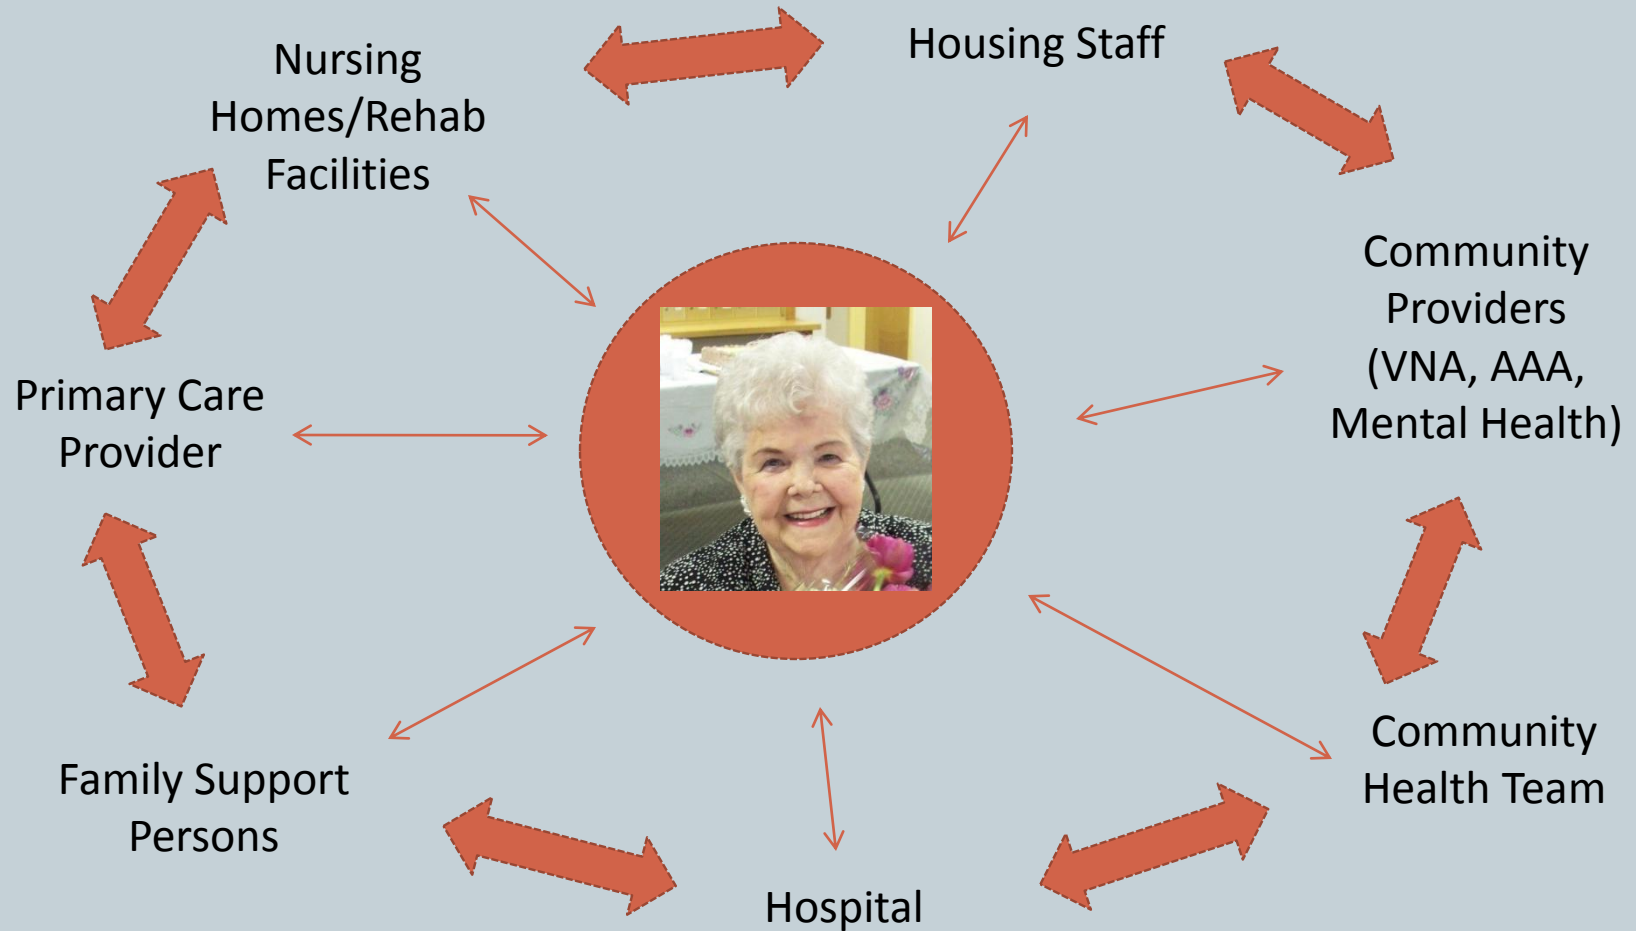 Nursing
Homes/Rehab
Facilities
Housing Staff
Community
Providers
(VNA, AAA,
Mental Health)
Primary Care
Provider
Community
Health Team
Family Support
Persons
Hospital